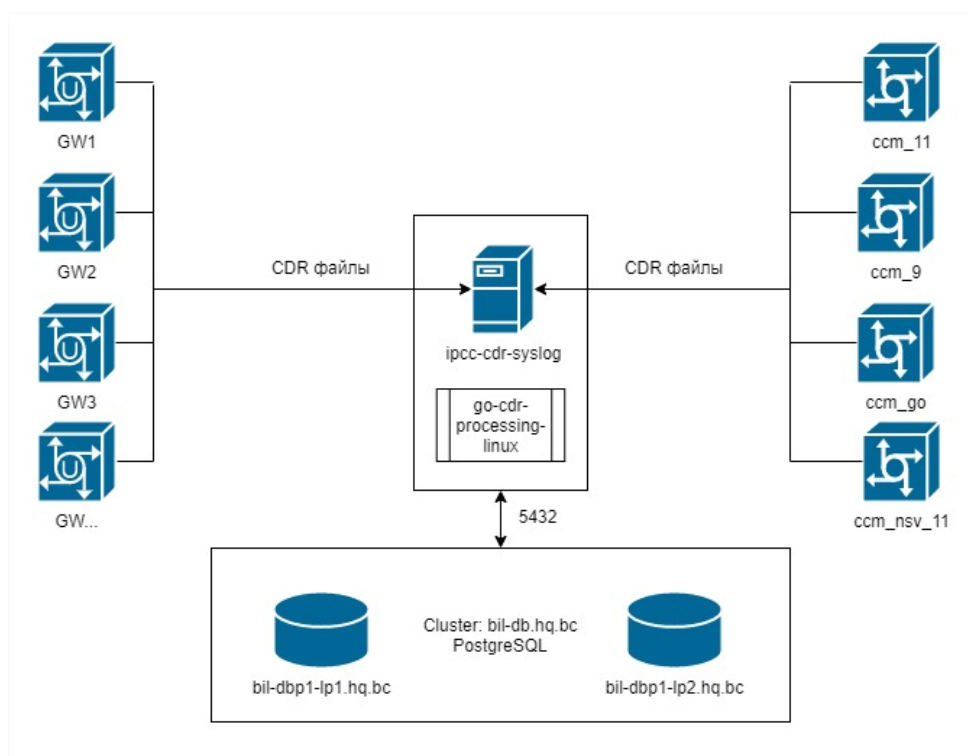 GW1
GW2
GW3
GW...
CDR файлы
ipcc-cdr-syslog
go-cdr-
processing-
linux
CDR файлы
ccm_11
ccm_9
ccm_go
ccm_nsv_11
5432
Cluster: bil-db.hq.bc
PostgreSQL
bil-dbp1-lp1.hq.bc
bil-dbp1-lp2.hq.bc